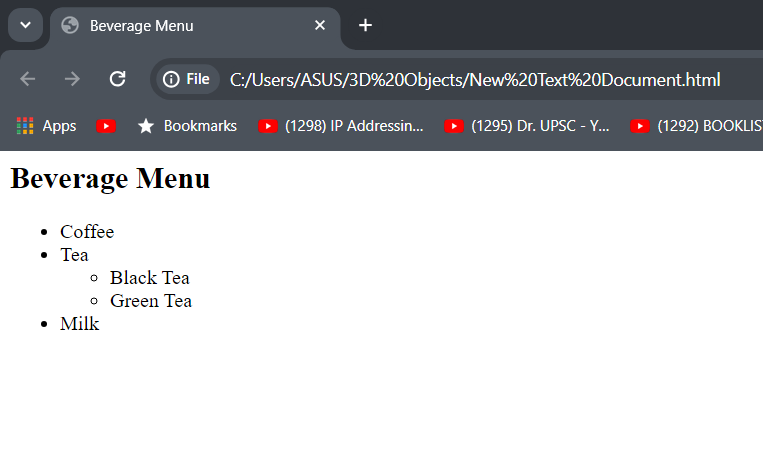 Beverage Menu
File C:/Users/ASUS/3D%20Objects/New%20Text%20Document.html
Apps Bookmarks (1298) IP Addressin... (1295) Dr. UPSC - Y... (1292) BOOKLIS
Beverage Menu
Coffee
Tea
Black Tea
Green Tea
Milk